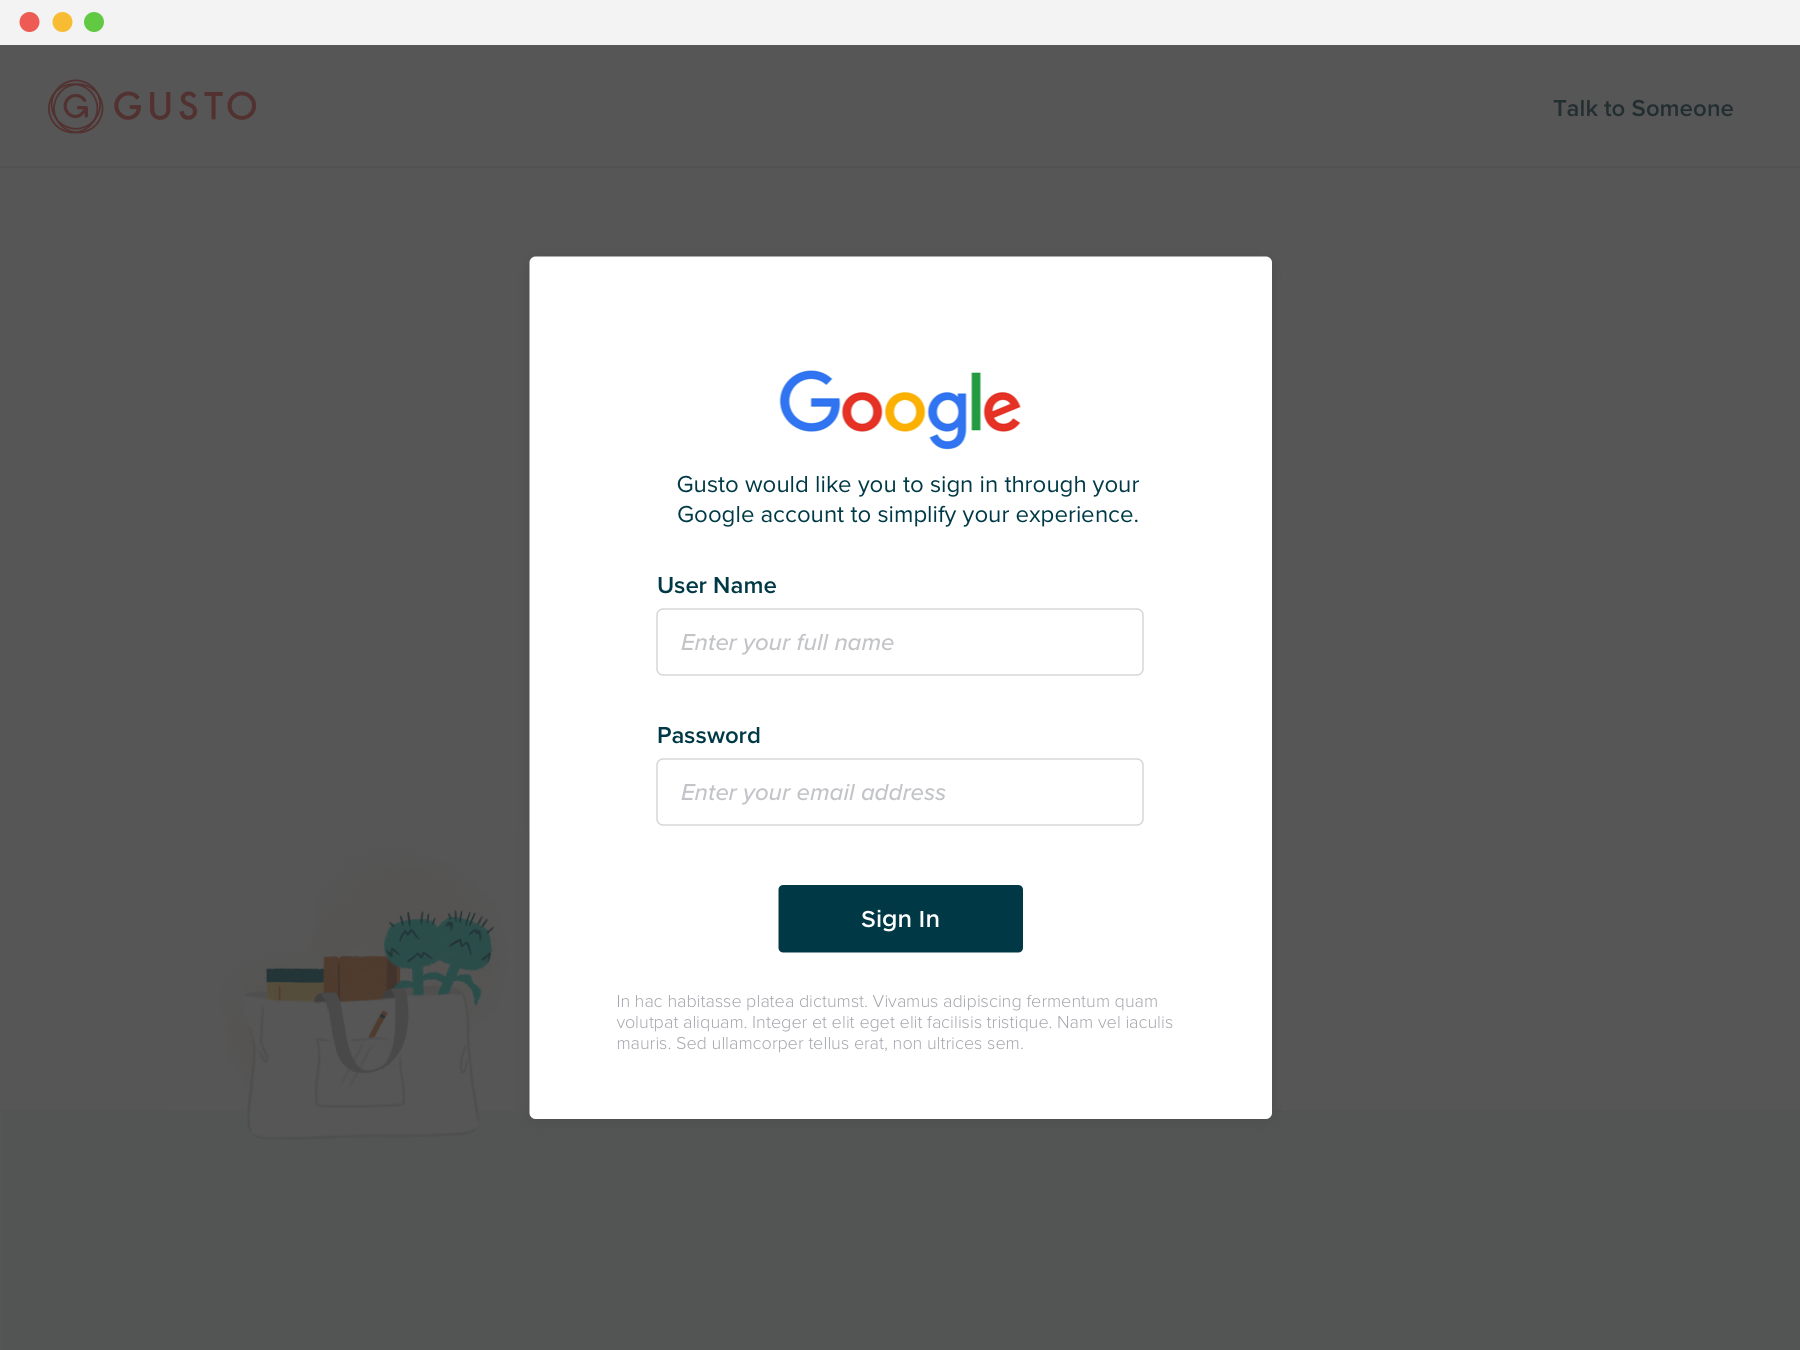 GUSTO
Talk to Someone
Google
Gusto would like you to sign in through your
Google account to simplify your experience.
User Name
Enter your full name
Password
Enter your email address
Sign In
In hac habitasse platea dictumst. Vivamus adipiscing fermentum quam
volutpat aliquam. Integer et elit eget elit facilisis tristique. Nam vel iaculis
mauris. Sed ullamcorper tellus erat, non ultrices sem.